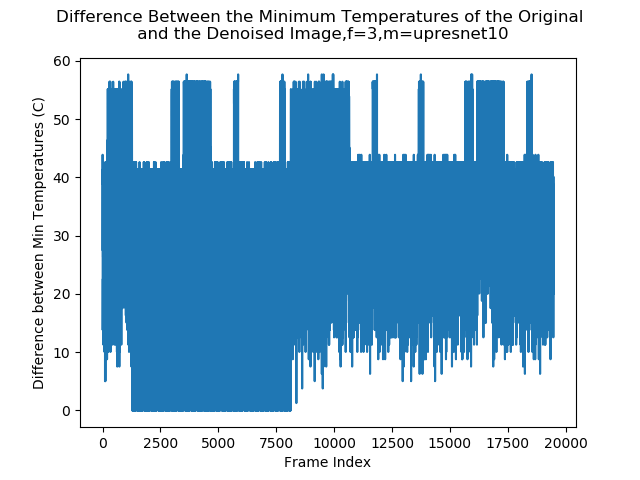 Difference Between the Minimum Temperatures of the Original
and the Denoised Image,f=3,m=upresnet10
60
50
40
30
20
10
0
Difference between Min Temperatures (C)
0 2500 5000 7500 10000 12500 15000 17500 20000
Frame Index